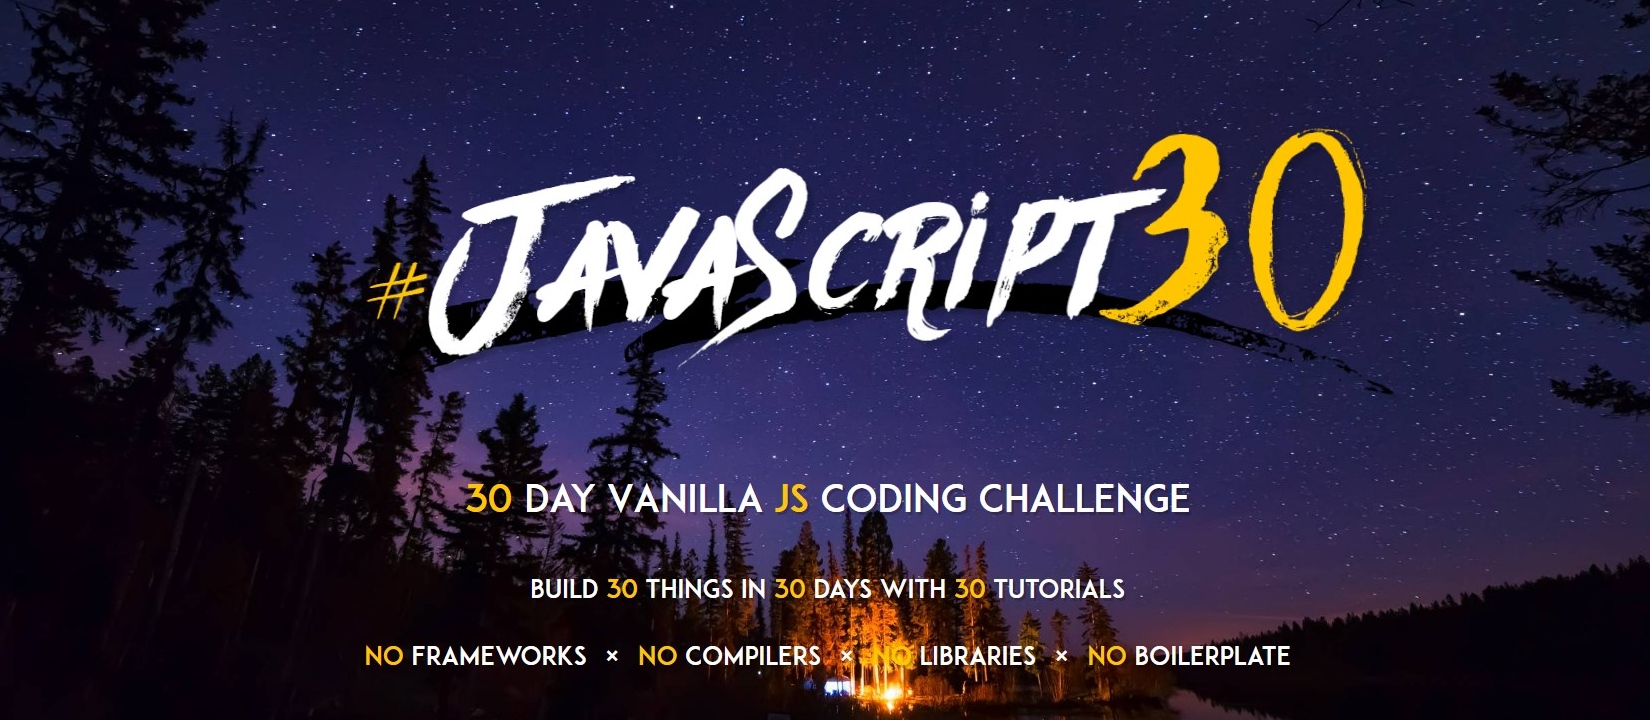 #JAVASCRIPT30
30 DAY VANILLA JS CODING CHALLENGE
BUILD 30 THINGS IN 30 DAYS WITH 30 TUTORIALS
NO FRAMEWORKS × NO COMPILERS × NO LIBRARIES × NO BOILERPLATE